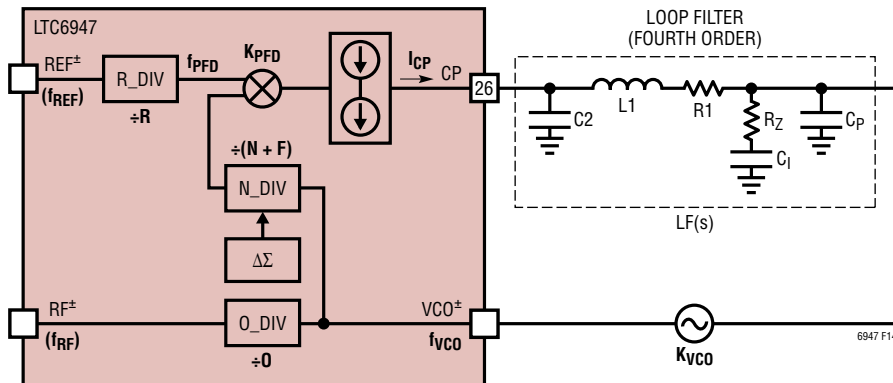 LTC6947
LOOP FILTER
(FOURTH ORDER)
REF±
(fREF)
R_DIV
÷R
fPFD
KPFD
ICP
CP
26
C2
L1
R1
RZ
CI
CP
LF(s)
÷(N + F)
N_DIV
ΔΣ
RF±
(fRF)
O_DIV
÷O
VCO±
fVCO
KVCO
6947 F14